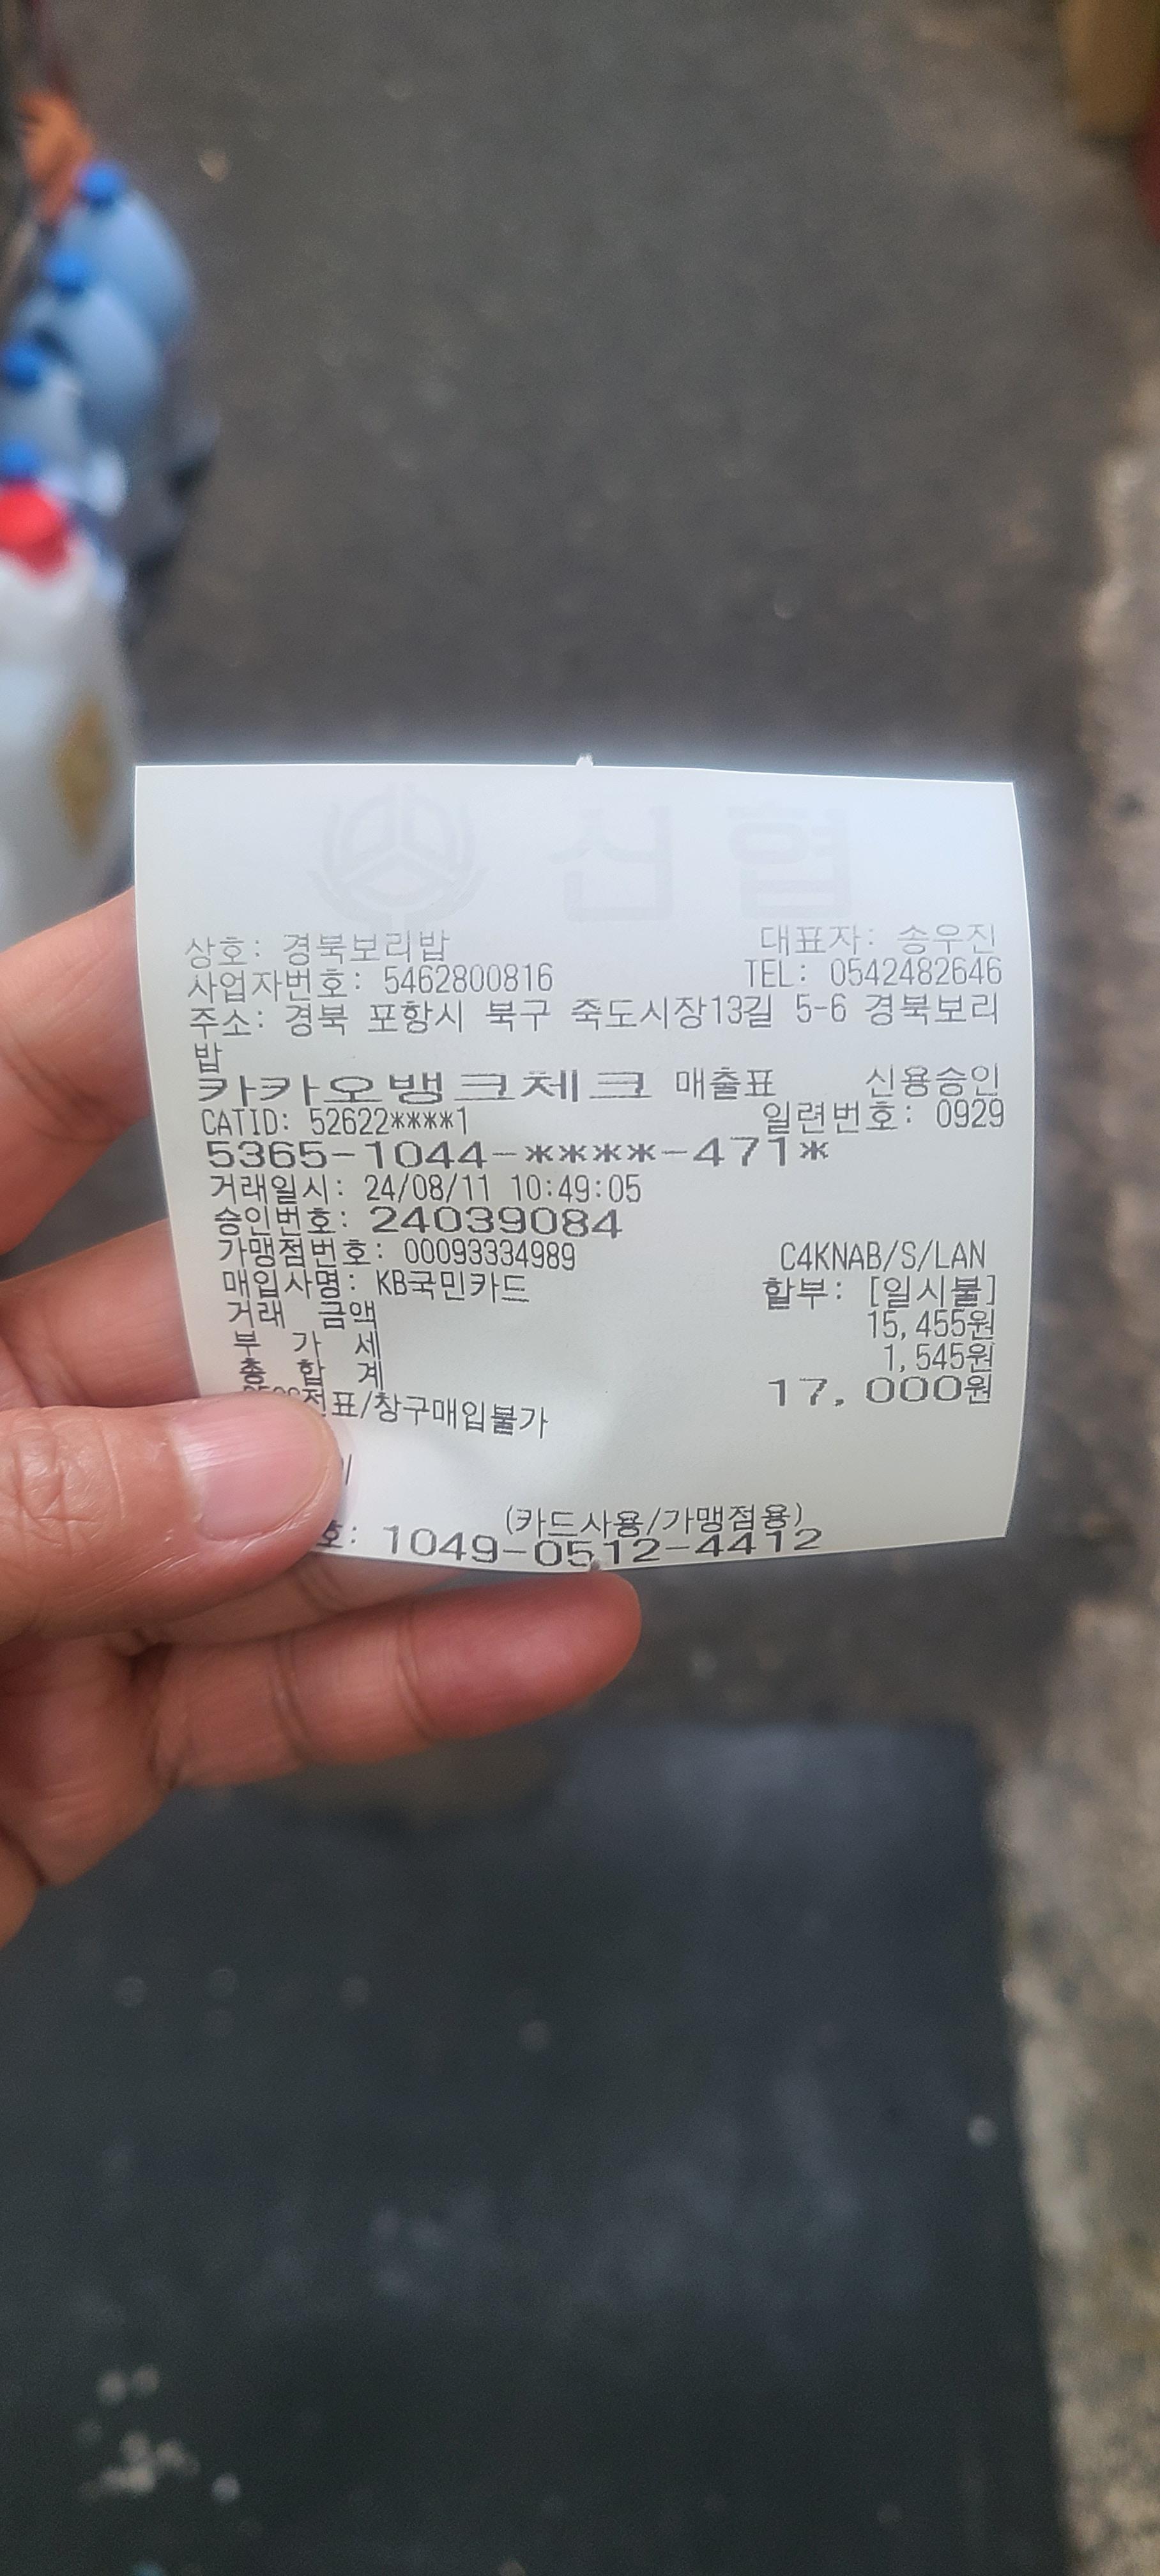 신협
상호: 경북보리밥 대표자: 송우진
사업자번호: 5462800816 TEL: 0542482646
주소: 경북 포항시 북구 죽도시장13길 5-6 경북보리
밥
카카오뱅크체크 매출표 신용승인
CATID: 52622****1 일련번호: 0929
5365-1044-****-471*
거래일시: 24/08/11 10:49:05
승인번호: 24039084
가맹점번호: 00093334989 C4KNAB/S/LAN
매입사명: KB국민카드 할부: [일시불]
거래 금액 15,455원
부 가 세 1,545원
총 합 계 17,000원
전표/창구매입불가
(카드사용/가맹점용)
호: 1049-0512-4412